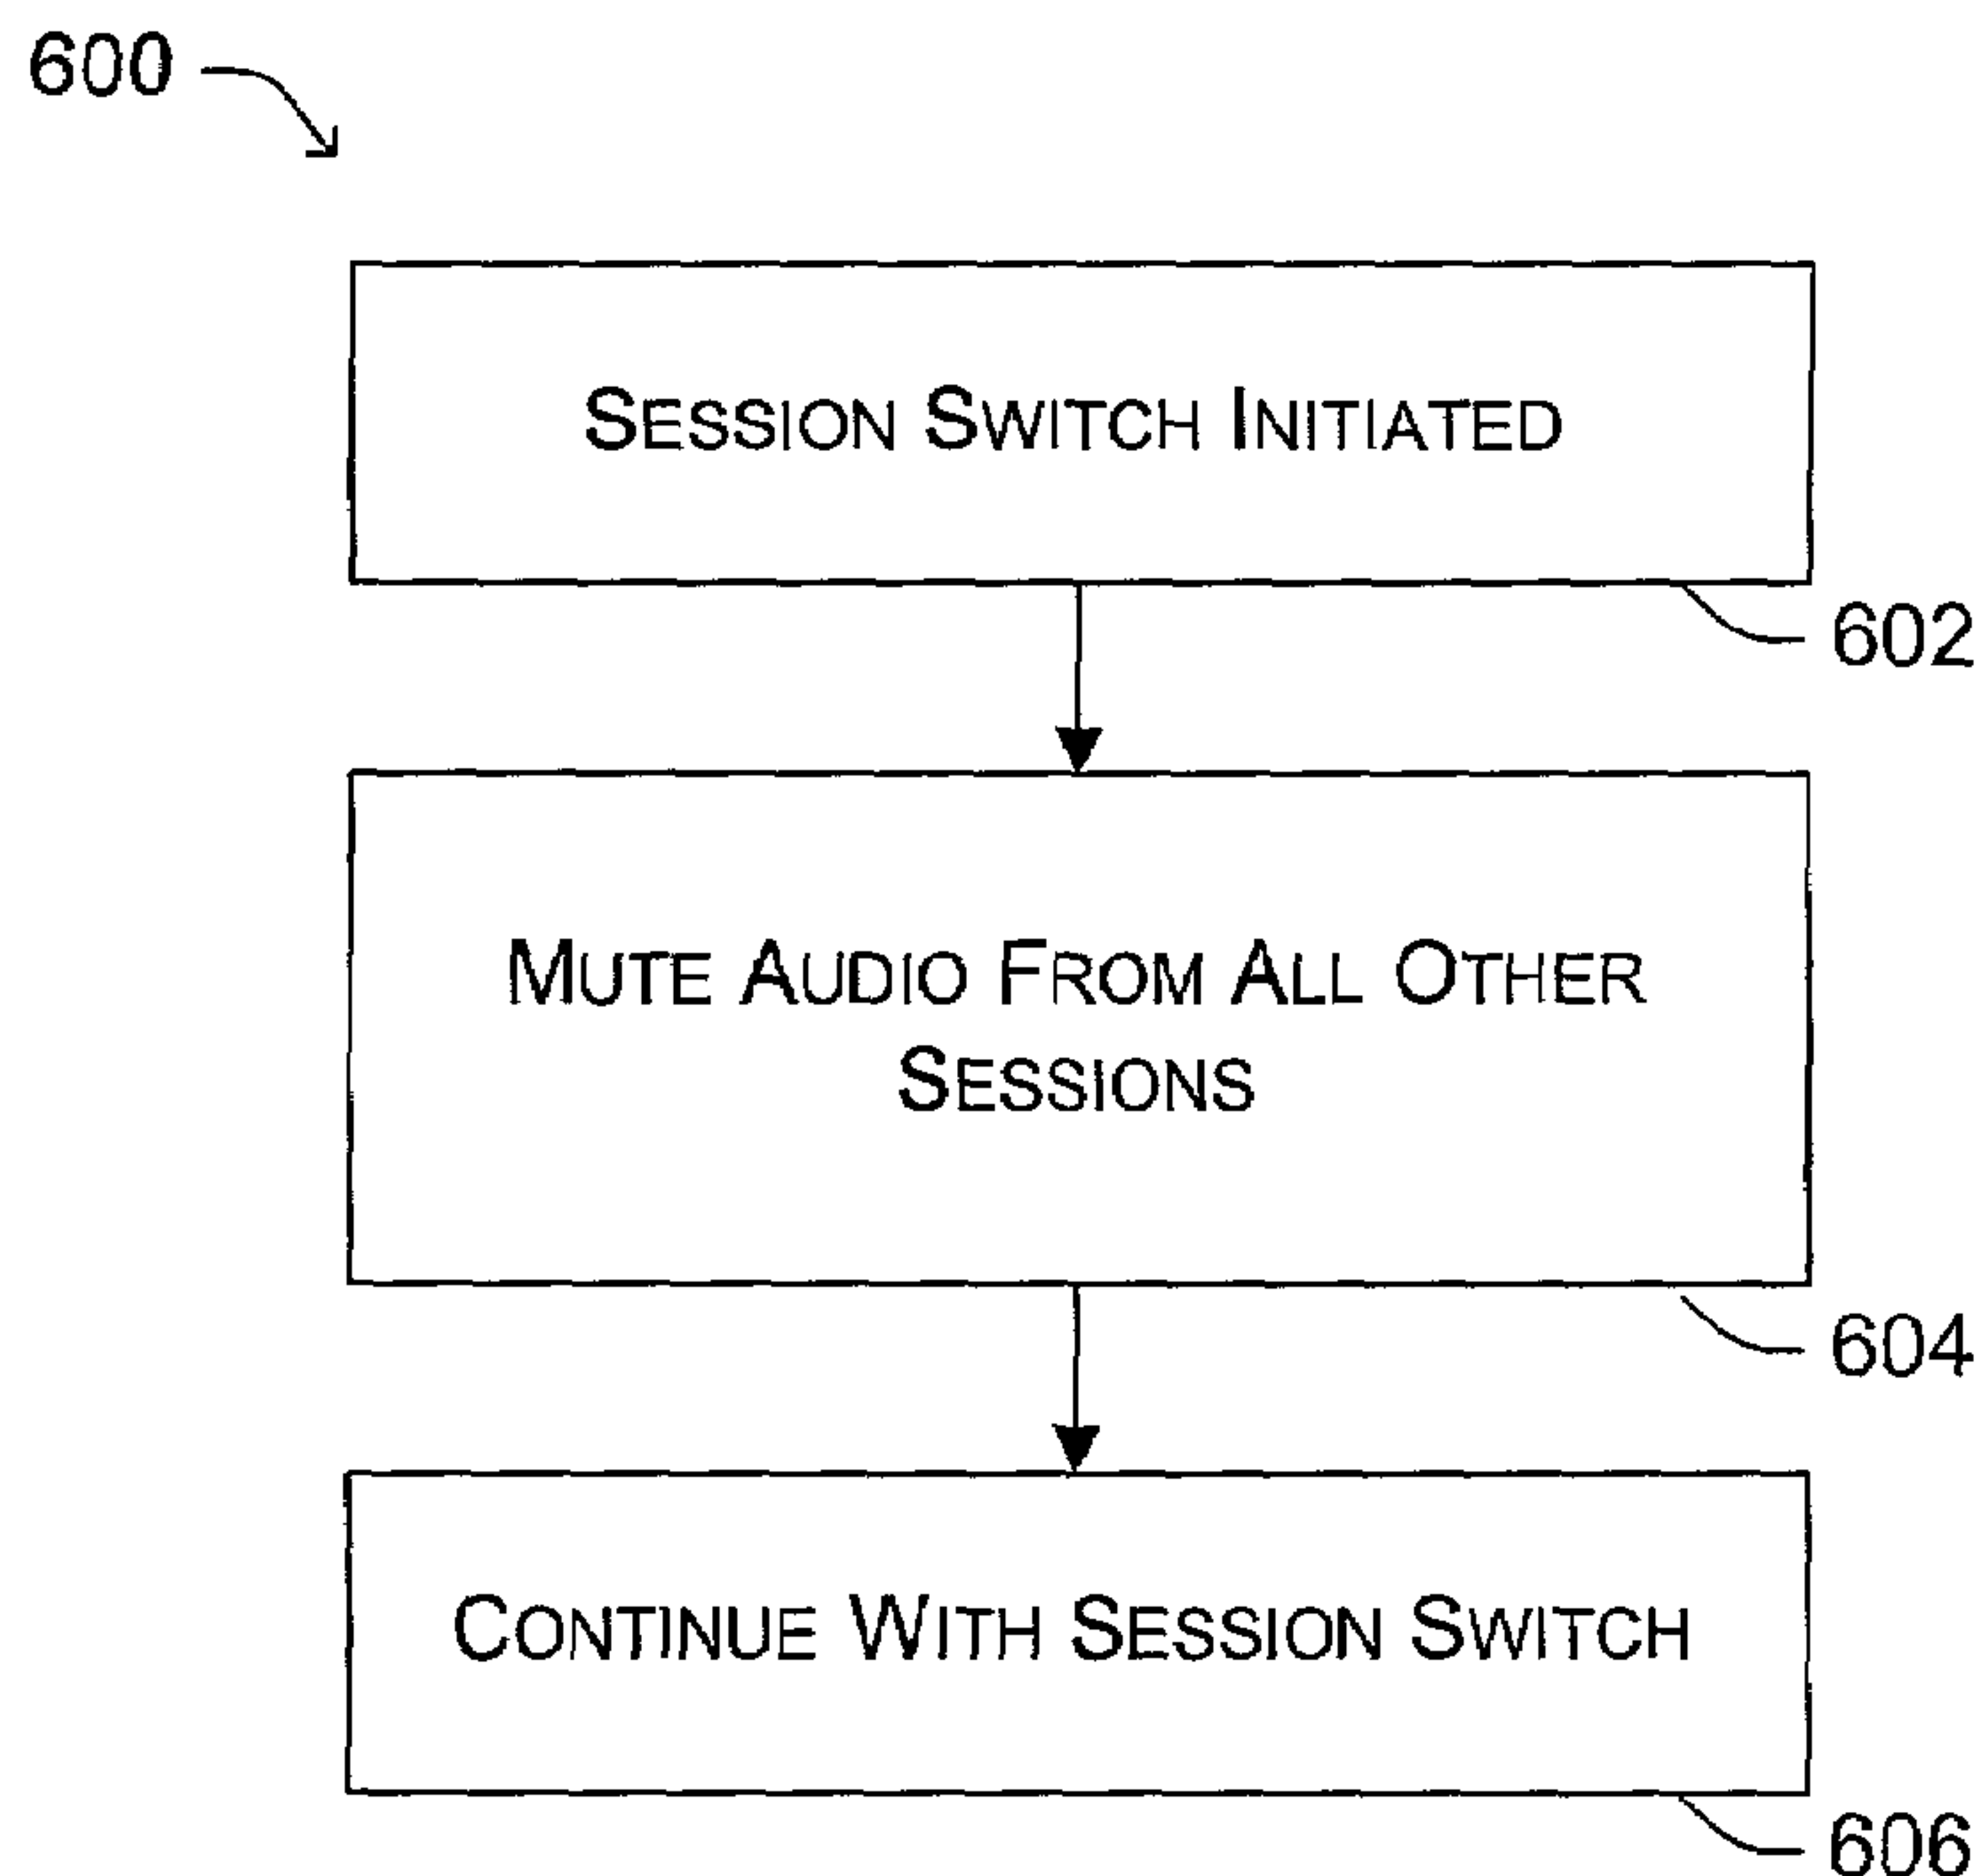 600
SESSION SWITCH INITIATED
602
MUTE AUDIO FROM ALL OTHER
SESSIONS
604
CONTINUE WITH SESSION SWITCH
606